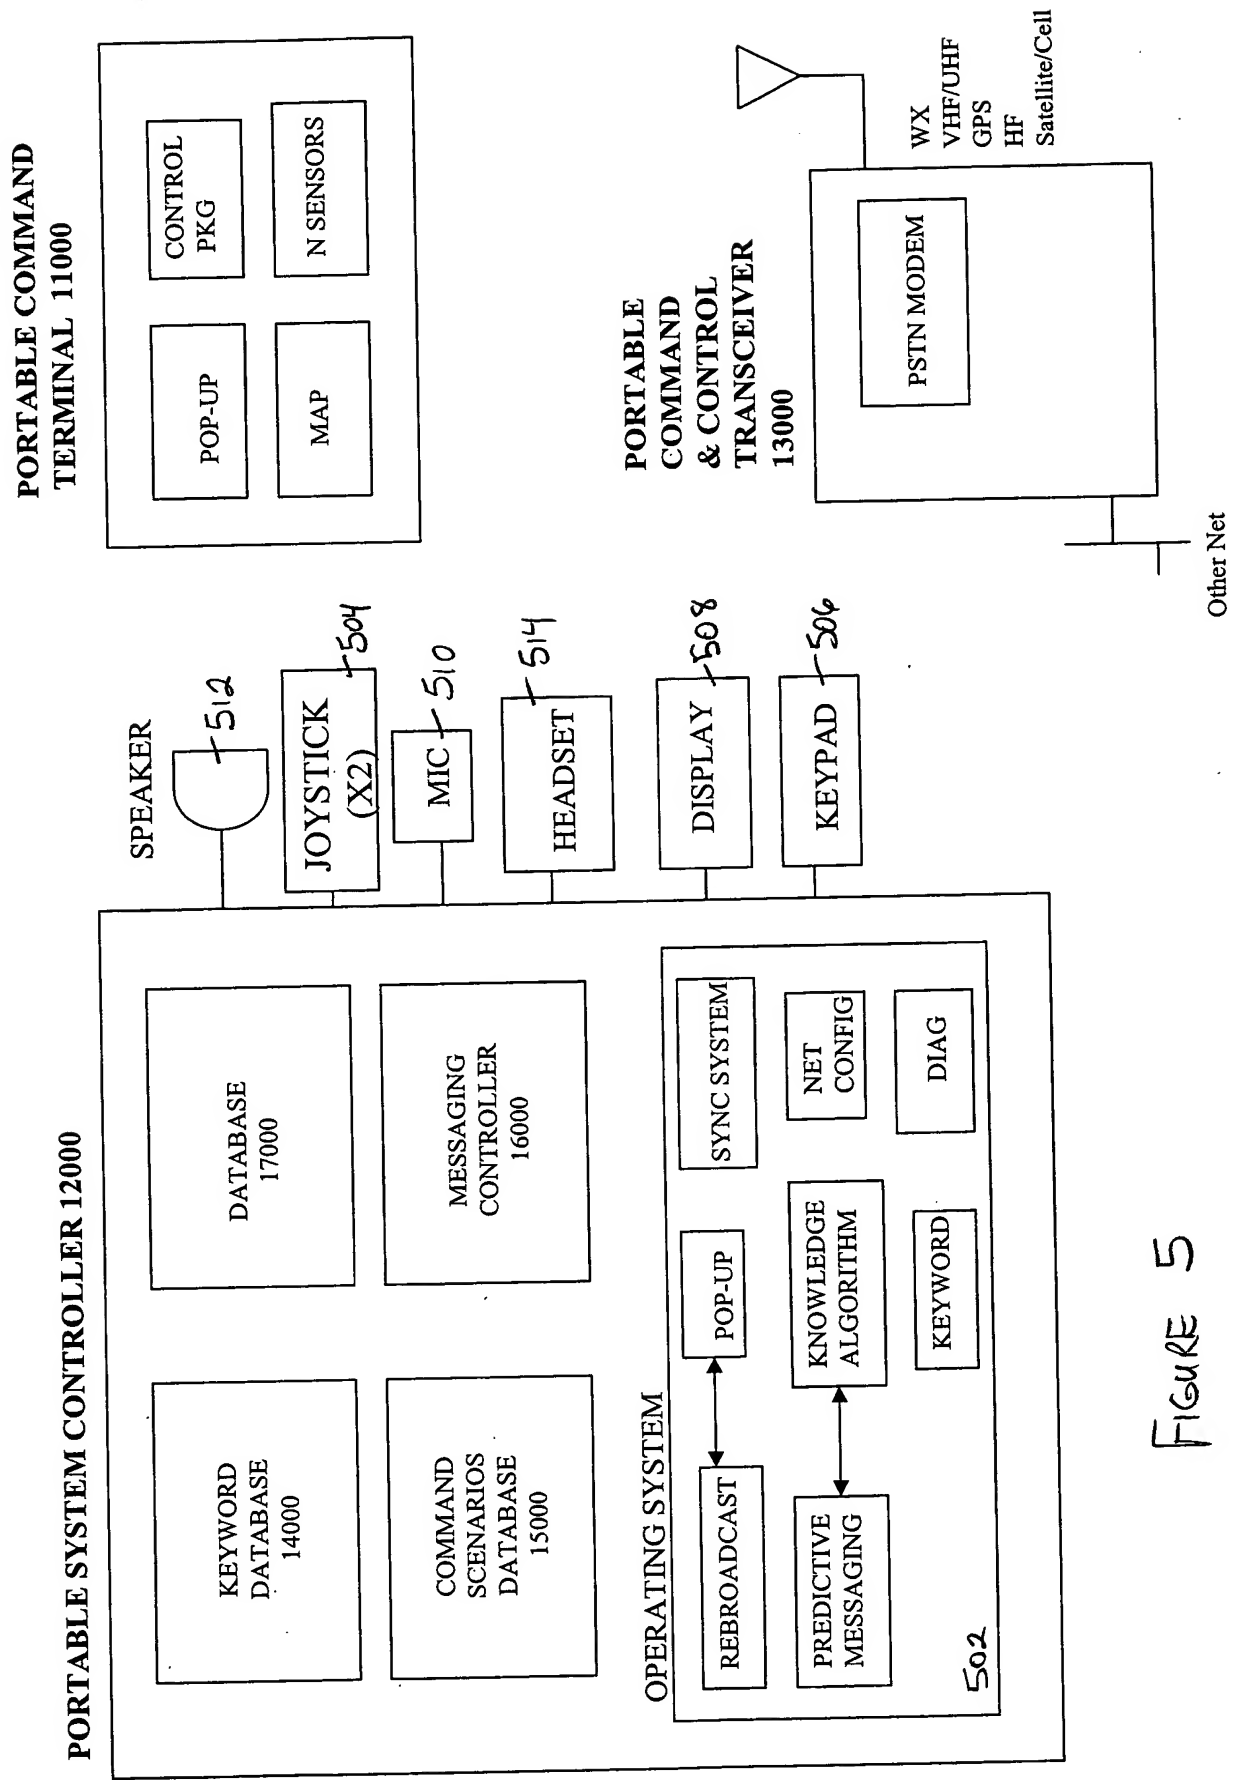 PORTABLE SYSTEM CONTROLLER 12000
KEYWORD
DATABASE
14000
DATABASE
17000
COMMAND
SCENARIOS
DATABASE
15000
MESSAGING
CONTROLLER
16000
OPERATING SYSTEM
REBROADCAST
POP-UP
SYNC SYSTEM
PREDICTIVE
MESSAGING
KNOWLEDGE
ALGORITHM
NET
CONFIG
KEYWORD
DIAG
502
SPEAKER
512
JOYSTICK
(X2)
504
MIC
510
HEADSET
514
DISPLAY
508
KEYPAD
506
PORTABLE COMMAND
TERMINAL 11000
POP-UP
CONTROL
PKG
MAP
N SENSORS
PORTABLE
COMMAND
& CONTROL
TRANSCEIVER
13000
PSTN MODEM
WX
VHF/UHF
GPS
HF
Satellite/Cell
Other Net
FIGURE 5